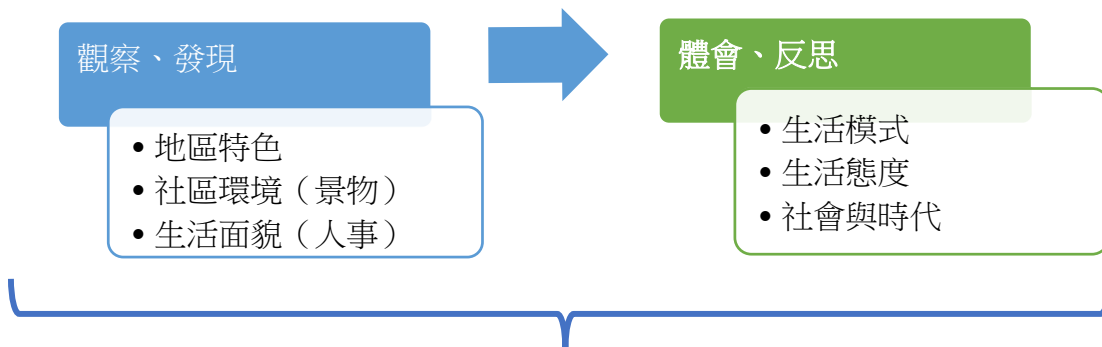 觀察、發現
• 地區特色
• 社區環境（景物）
• 生活面貌（人事）
體會、反思
• 生活模式
• 生活態度
• 社會與時代